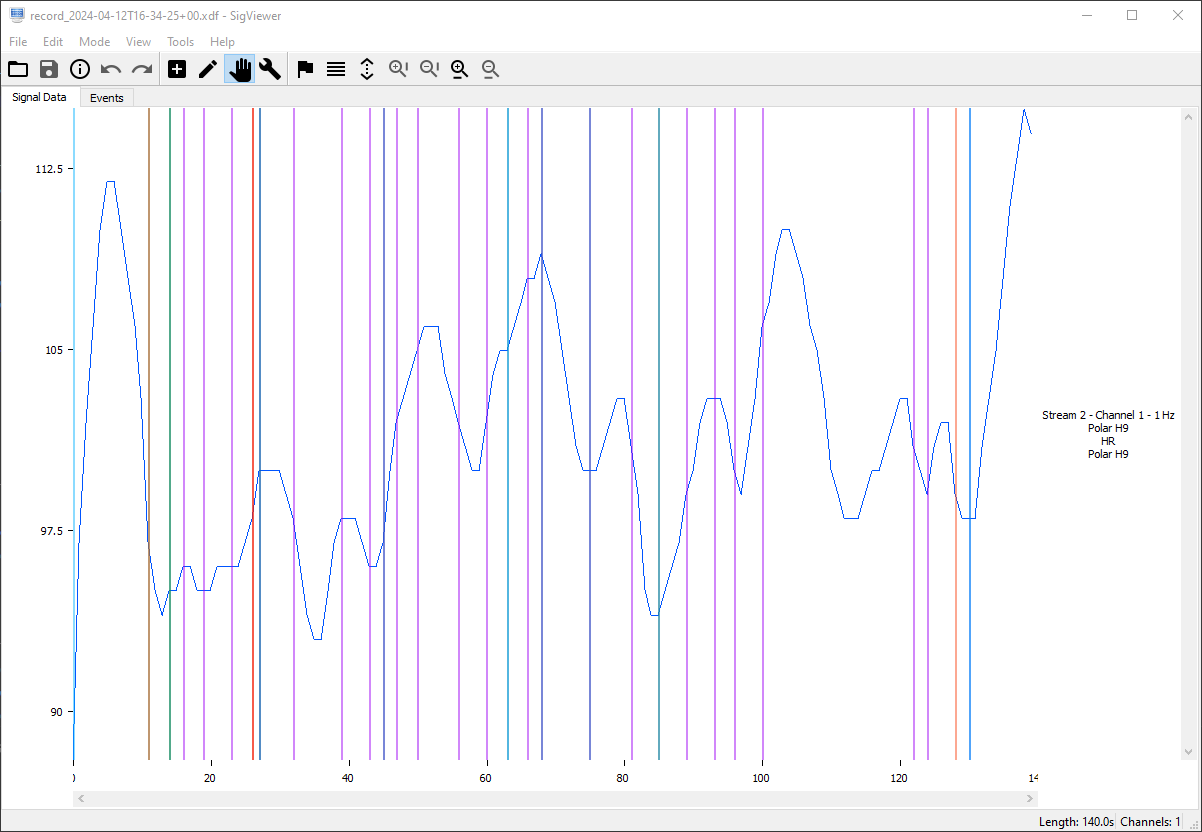 record_2024-04-12T16-34-25+00.xdf - SigViewer
File Edit Mode View Tools Help
Signal Data Events
112.5
105
97.5
90
Stream 2 - Channel 1 - 1 Hz
Polar H9
HR
Polar H9
0 20 40 60 80 100 120 14
Length: 140.0s Channels: 1